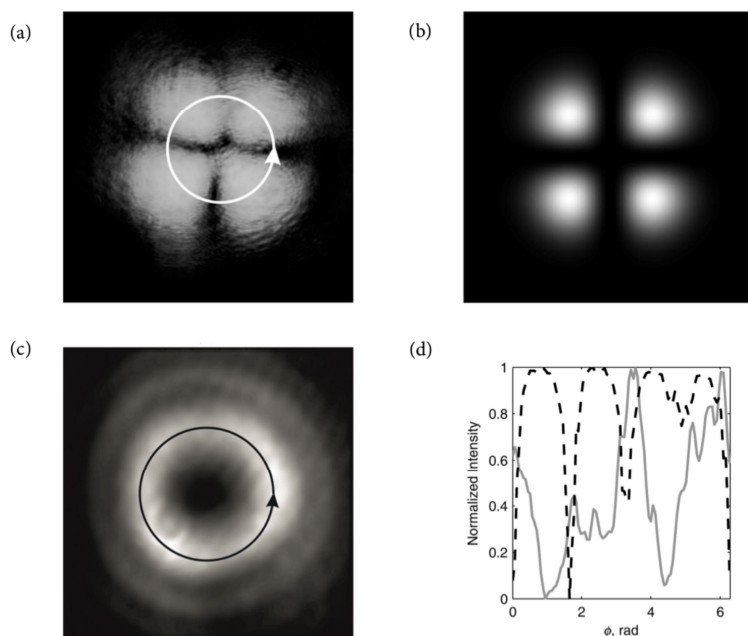 (a)
(b)
(c)
(d)
1
0.8
0.6
0.4
0.2
0
Normalized Intensity
0 2 4 6
ϕ, rad